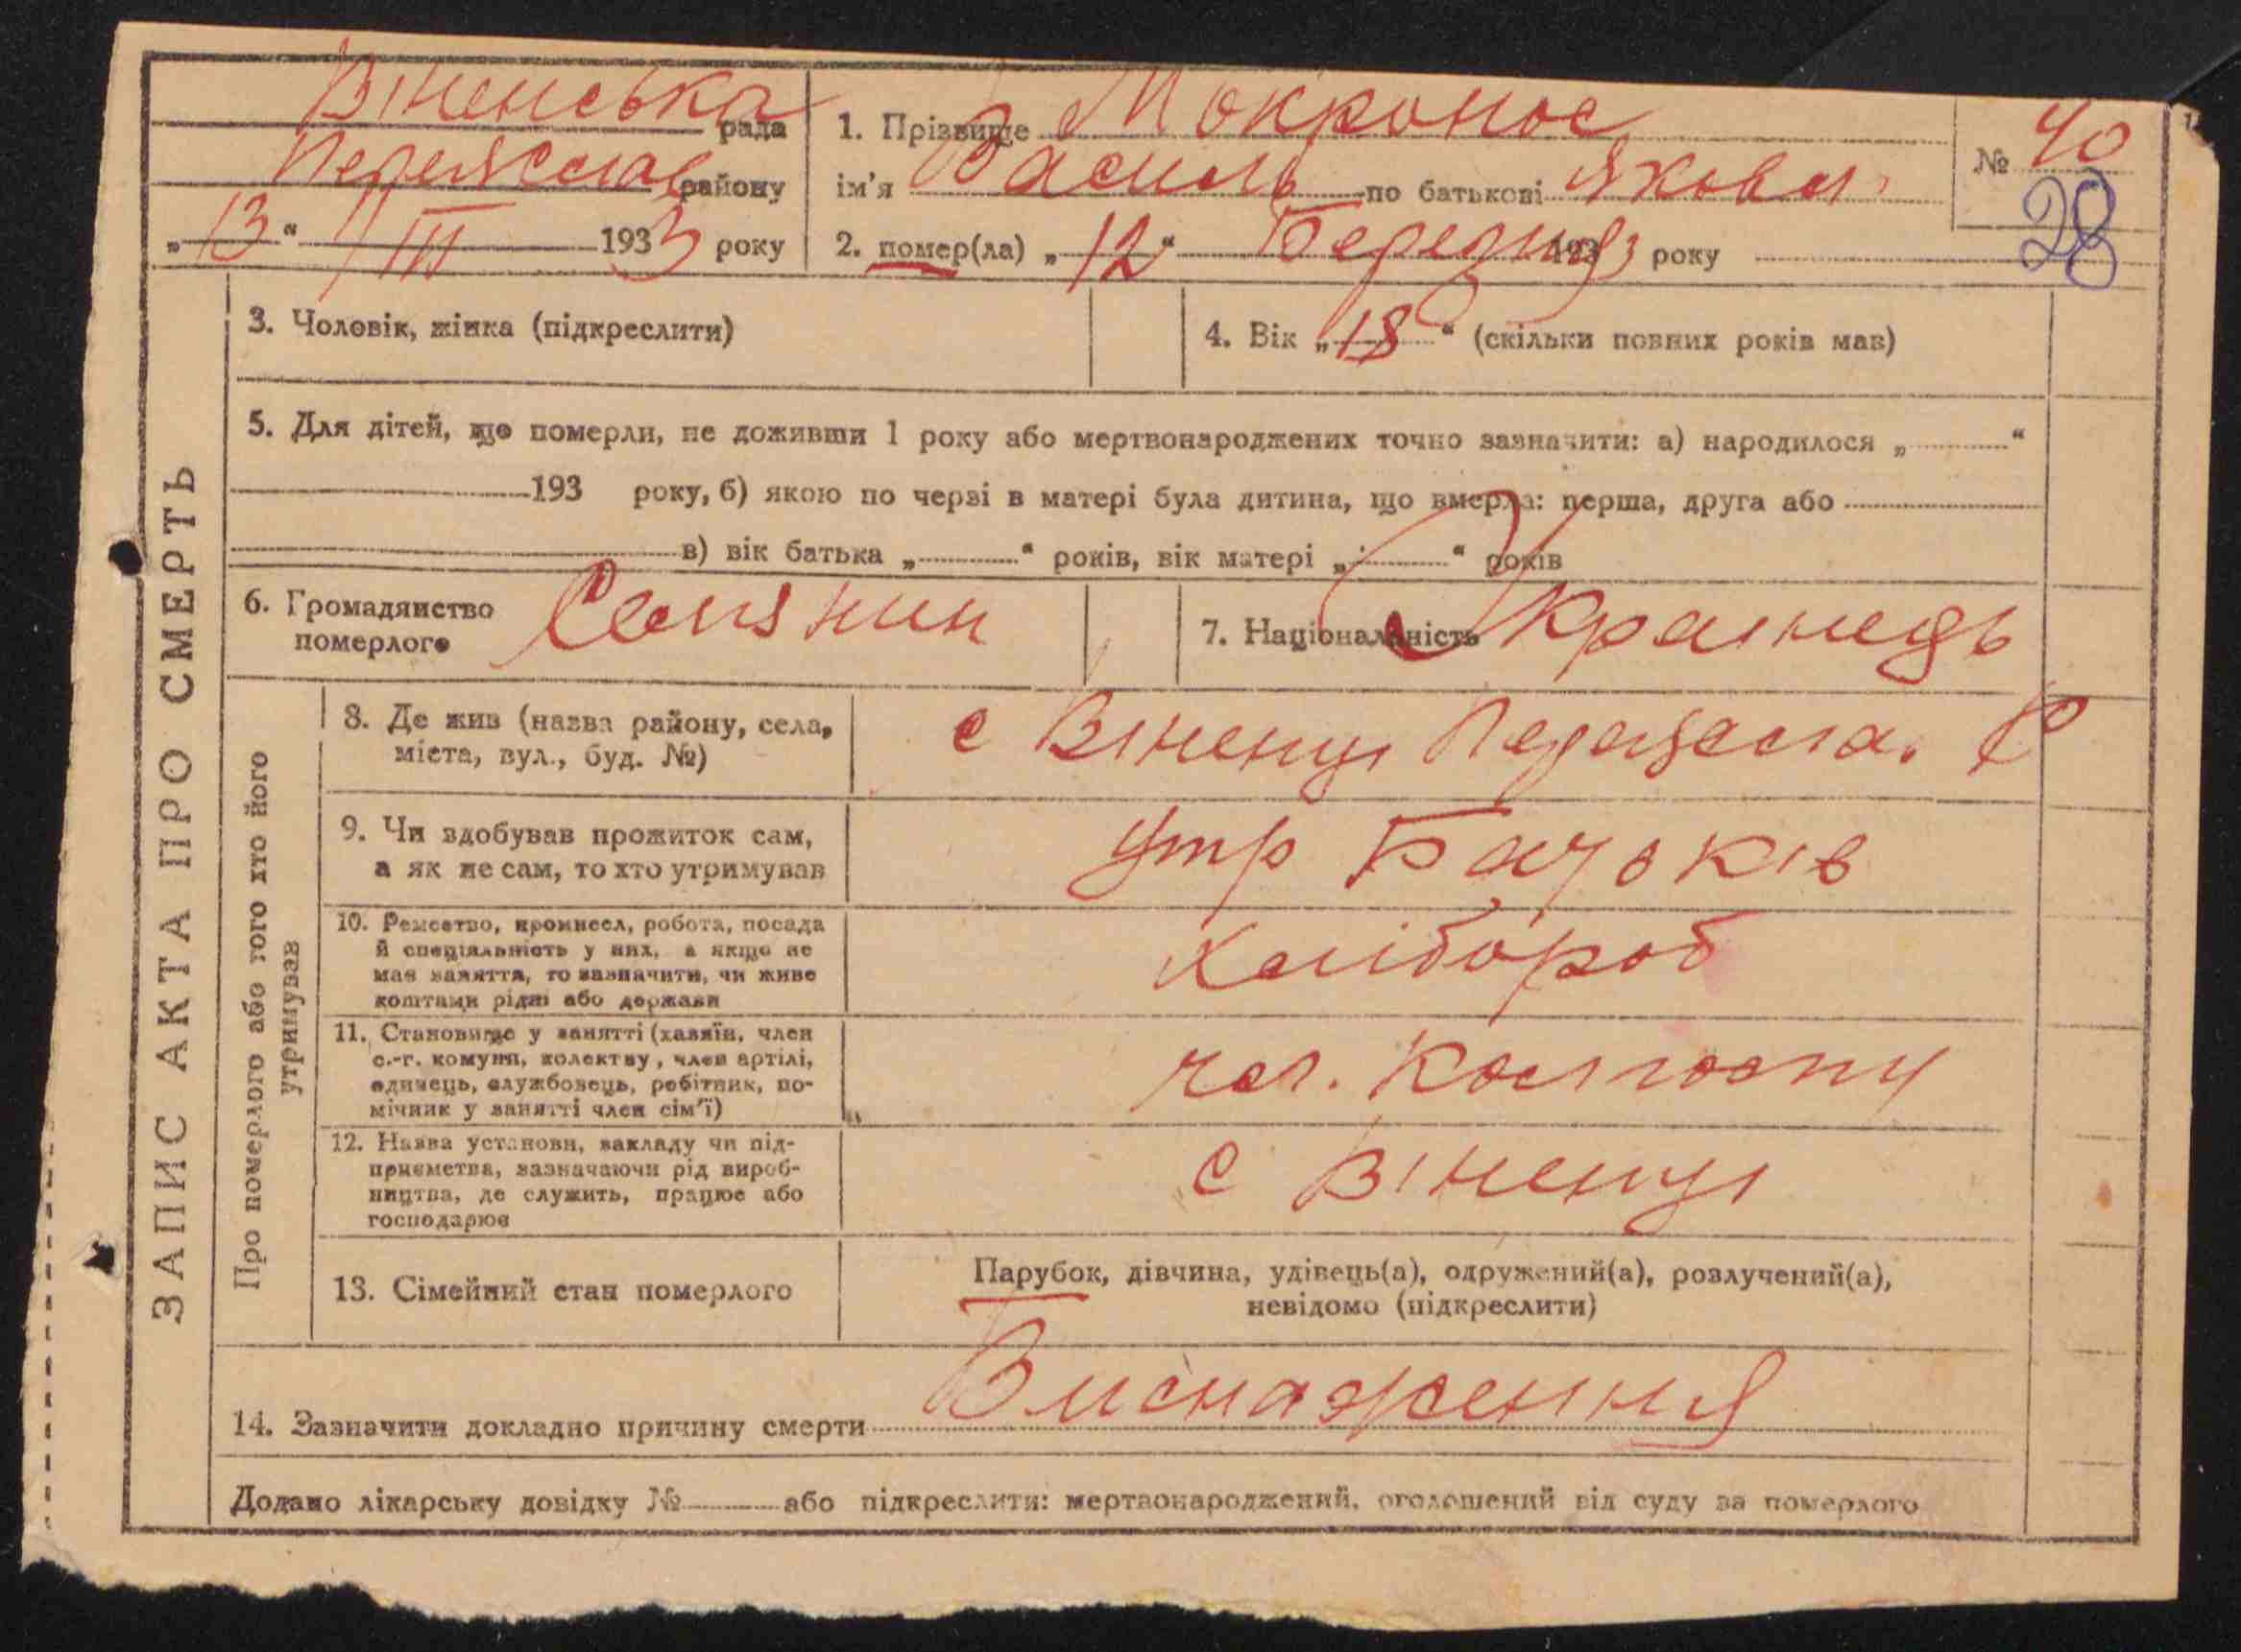 ЗАПИС АКТА ПРО СМЕРТЬ
Віненська рада
Переяслав району
„13“ ІІІ 1933 року
1. Прізвище Мокронос
ім’я Василь по батькові Яковл.
2. помер(ла) „12“ Березня 1933 року
№ 40
28
3. Чоловік, жінка (підкреслити)
4. Вік „18“ (скільки повних років мав)
5. Для дітей, що померли, не доживши 1 року або мертвонароджених точно зазначити: а) народилося „ “
193 року, б) якою по черзі в матері була дитина, що вмерла: перша, друга або
в) вік батька „ “ років, вік матері „ “ років
6. Громадянство
померлого Селянин
7. Національність Українець
Про померлого або того хто його
утримував
8. Де жив (назва району, села,
міста, вул., буд. №)
с Віненці Переясла. Р
9. Чи здобував прожиток сам,
а як не сам, то хто утримував
утр Батьків
10. Ремество, промисел, робота, посада
й спеціяльність у них, а якщо не
мав заняття, то зазначити, чи живе
коштами рідні або держави
Хлібороб
11. Становище у занятті (хазяїн, член
с.-г. комуни, колективу, член артілі,
одинець, службовець, робітник, по-
мічник у занятті член сім’ї)
чл. Колгоспу
12. Назва установи, закладу чи під-
приємства, зазначаючи рід вироб-
ництва, де служить, працює або
господарює
с Віненці
13. Сімейний стан померлого
Парубок, дівчина, удівець(а), одружений(а), розлучений(а),
невідомо (підкреслити)
14. Зазначити докладно причину смерти Виснаження
Додано лікарську довідку № або підкреслити: мертвонароджений, оголошений від суду за померлого